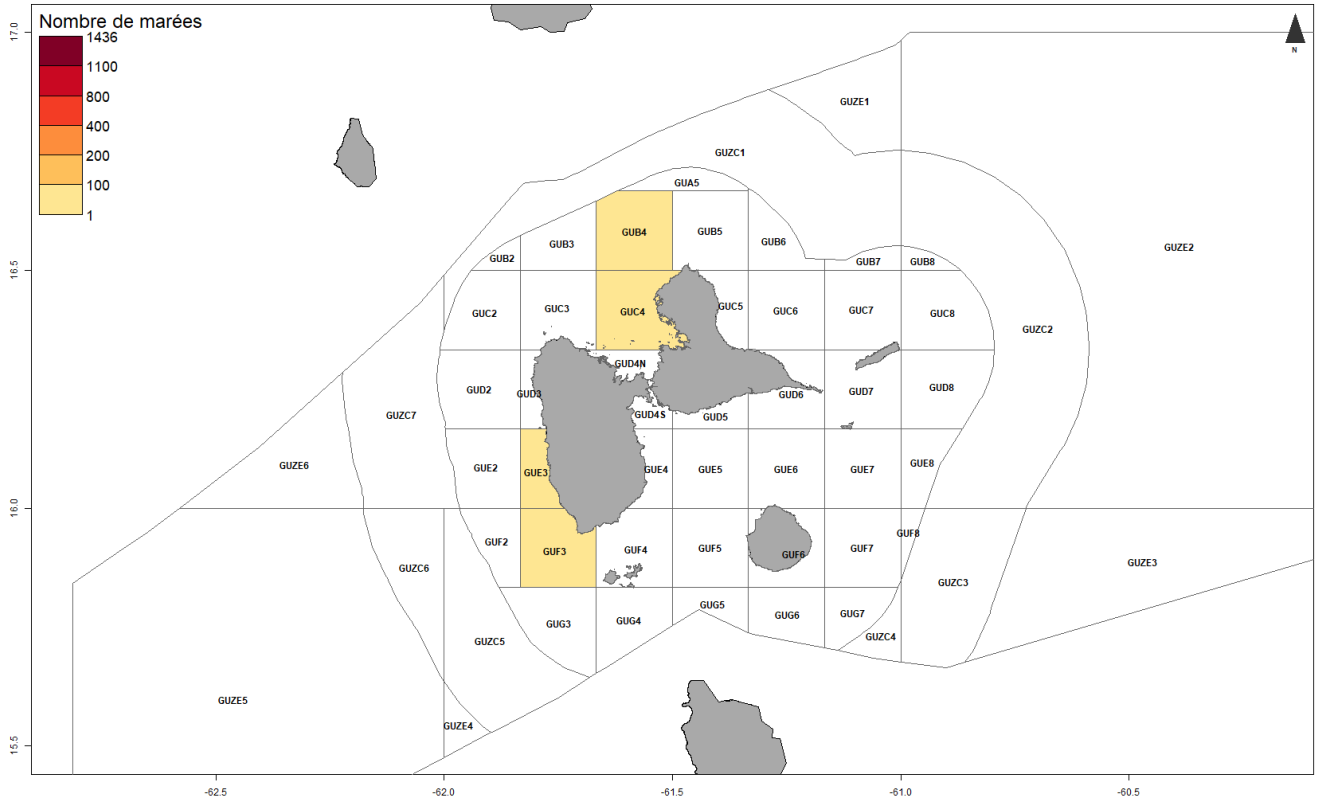 Nombre de marées
1436
1100
800
400
200
100
1
N
17.0
16.5
16.0
15.5
GUZE1
GUZC1
GUA5
GUB4
GUB5
GUB3
GUB6
GUB2
GUB7
GUB8
GUZE2
GUC2
GUC3
GUC4
GUC5
GUC6
GUC7
GUC8
GUZC2
GUD4N
GUD2
GUD3
GUD6
GUD7
GUD8
GUZC7
GUD4S
GUD5
GUZE6
GUE2
GUE3
GUE4
GUE5
GUE6
GUE7
GUE8
GUF2
GUF3
GUF4
GUF5
GUF6
GUF7
GUF8
GUZE3
GUZC6
GUZC3
GUG3
GUG4
GUG5
GUG6
GUG7
GUZC5
GUZC4
GUZE5
GUZE4
-62.5
-62.0
-61.5
-61.0
-60.5